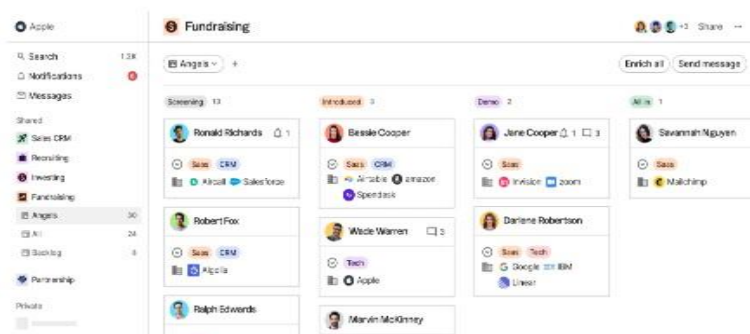 Apple
Search 1.3K
Notifications
Messages
Shared
Sales CRM
Recruiting
Investing
Fundraising
Angels 30
All 24
Backlog 6
Partnership
Private
Fundraising
+3 Share
Angels +
Enrich all Send message
Screening 13
Ronald Richards 1
Saas CRM
Aircall Salesforce
Robert Fox
Saas CRM
Algolia
Ralph Edwards
Introduced 3
Bessie Cooper
Saas CRM
Airtable amazon
Spendesk
Wade Warren 3
Tech
Apple
Marvin McKinney
Demo 2
Jane Cooper 1 3
Saas
Invision zoom
Darlene Robertson
Saas Tech
Google IBM
Linear
All in 1
Savannah Nguyen
Saas
Mailchimp